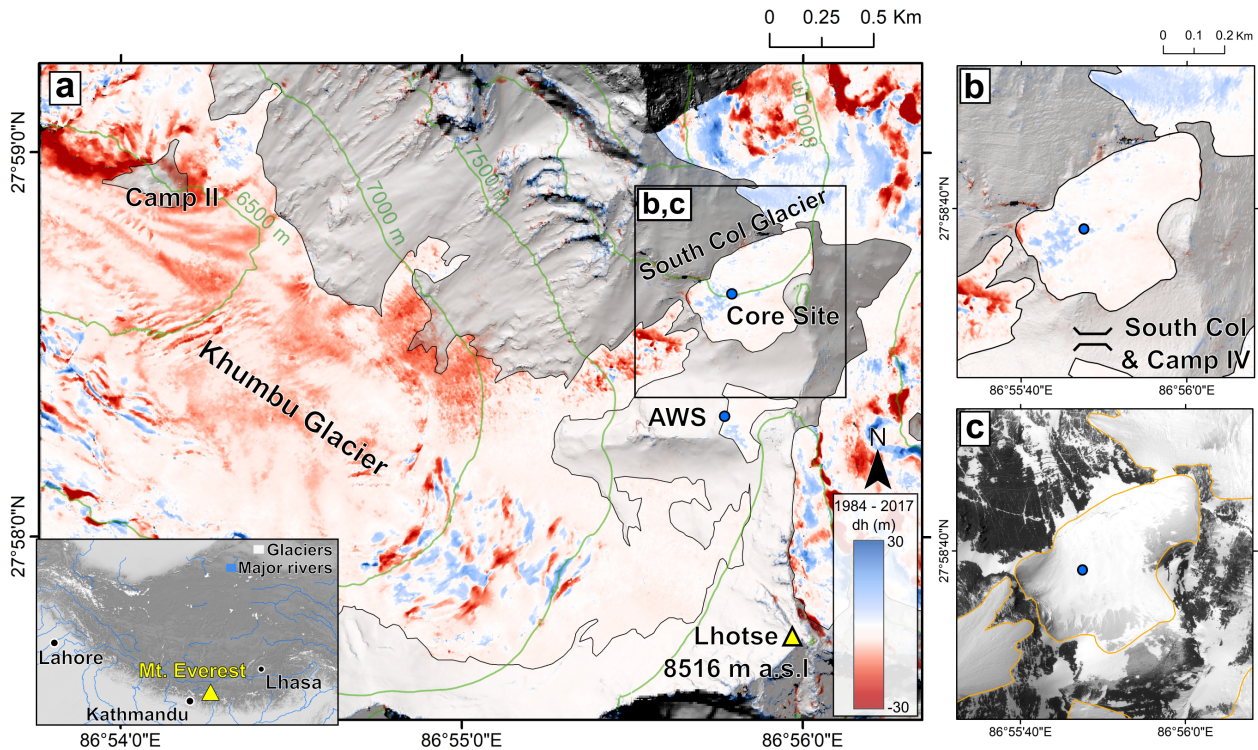 0 0.25 0.5 Km
a
27°59'0"N
27°58'0"N
Camp II
6500 m
7000 m
7500 m
8000 m
b,c
South Col Glacier
Core Site
Khumbu Glacier
AWS
N
1984 - 2017
dh (m)
30
-30
Lhotse
8516 m a.s.l
Glaciers
Major rivers
Lahore
Mt. Everest
Lhasa
Kathmandu
86°54'0"E
86°55'0"E
86°56'0"E
0 0.1 0.2 Km
b
27°58'40"N
South Col
& Camp IV
86°55'40"E
86°56'0"E
c
27°58'40"N
86°55'40"E
86°56'0"E